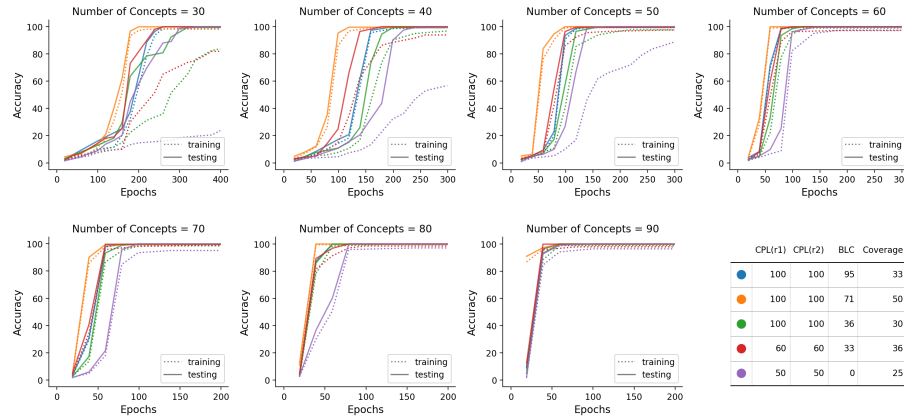 Number of Concepts = 30
Accuracy
100
80
60
40
20
0
0 100 200 300 400
Epochs
training
testing
Number of Concepts = 40
Accuracy
100
80
60
40
20
0
0 50 100 150 200 250 300
Epochs
training
testing
Number of Concepts = 50
Accuracy
100
80
60
40
20
0
0 50 100 150 200 250 300
Epochs
training
testing
Number of Concepts = 60
Accuracy
100
80
60
40
20
0
0 50 100 150 200 250 300
Epochs
training
testing
Number of Concepts = 70
Accuracy
100
80
60
40
20
0
0 50 100 150 200
Epochs
training
testing
Number of Concepts = 80
Accuracy
100
80
60
40
20
0
0 50 100 150 200
Epochs
training
testing
Number of Concepts = 90
Accuracy
100
80
60
40
20
0
0 50 100 150 200
Epochs
training
testing
CPL(r1) CPL(r2) BLC Coverage
100 100 95 33
100 100 71 50
100 100 36 30
60 60 33 36
50 50 0 25